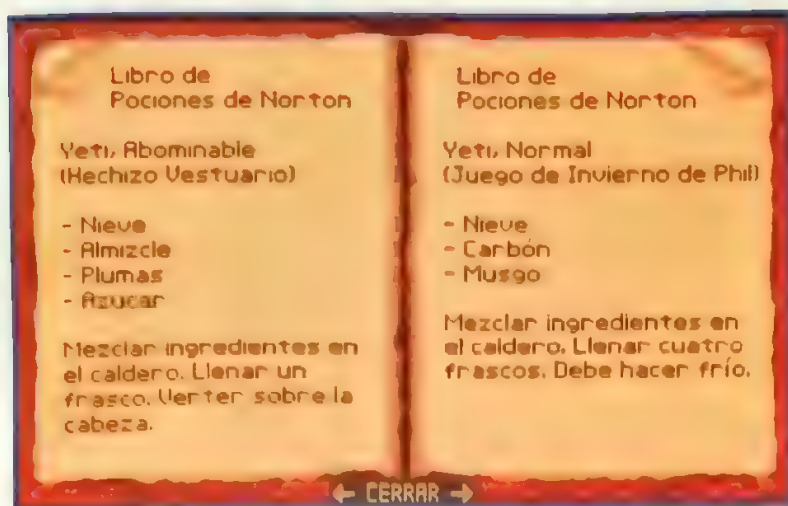 Libro de
Pociones de Norton
Yeti, Abominable
(Hechizo Vestuario)
- Nieve
- Almizcle
- Plumas
- Azucar
Mezclar ingredientes en
el caldero. Llenar un
frasco. Verter sobre la
cabeza.
Libro de
Pociones de Norton
Yeti, Normal
(Juego de Invierno de Phil)
- Nieve
- Carbón
- Musgo
Mezclar ingredientes en
el caldero. Llenar cuatro
frascos. Debe hacer frío.
← CERRAR →